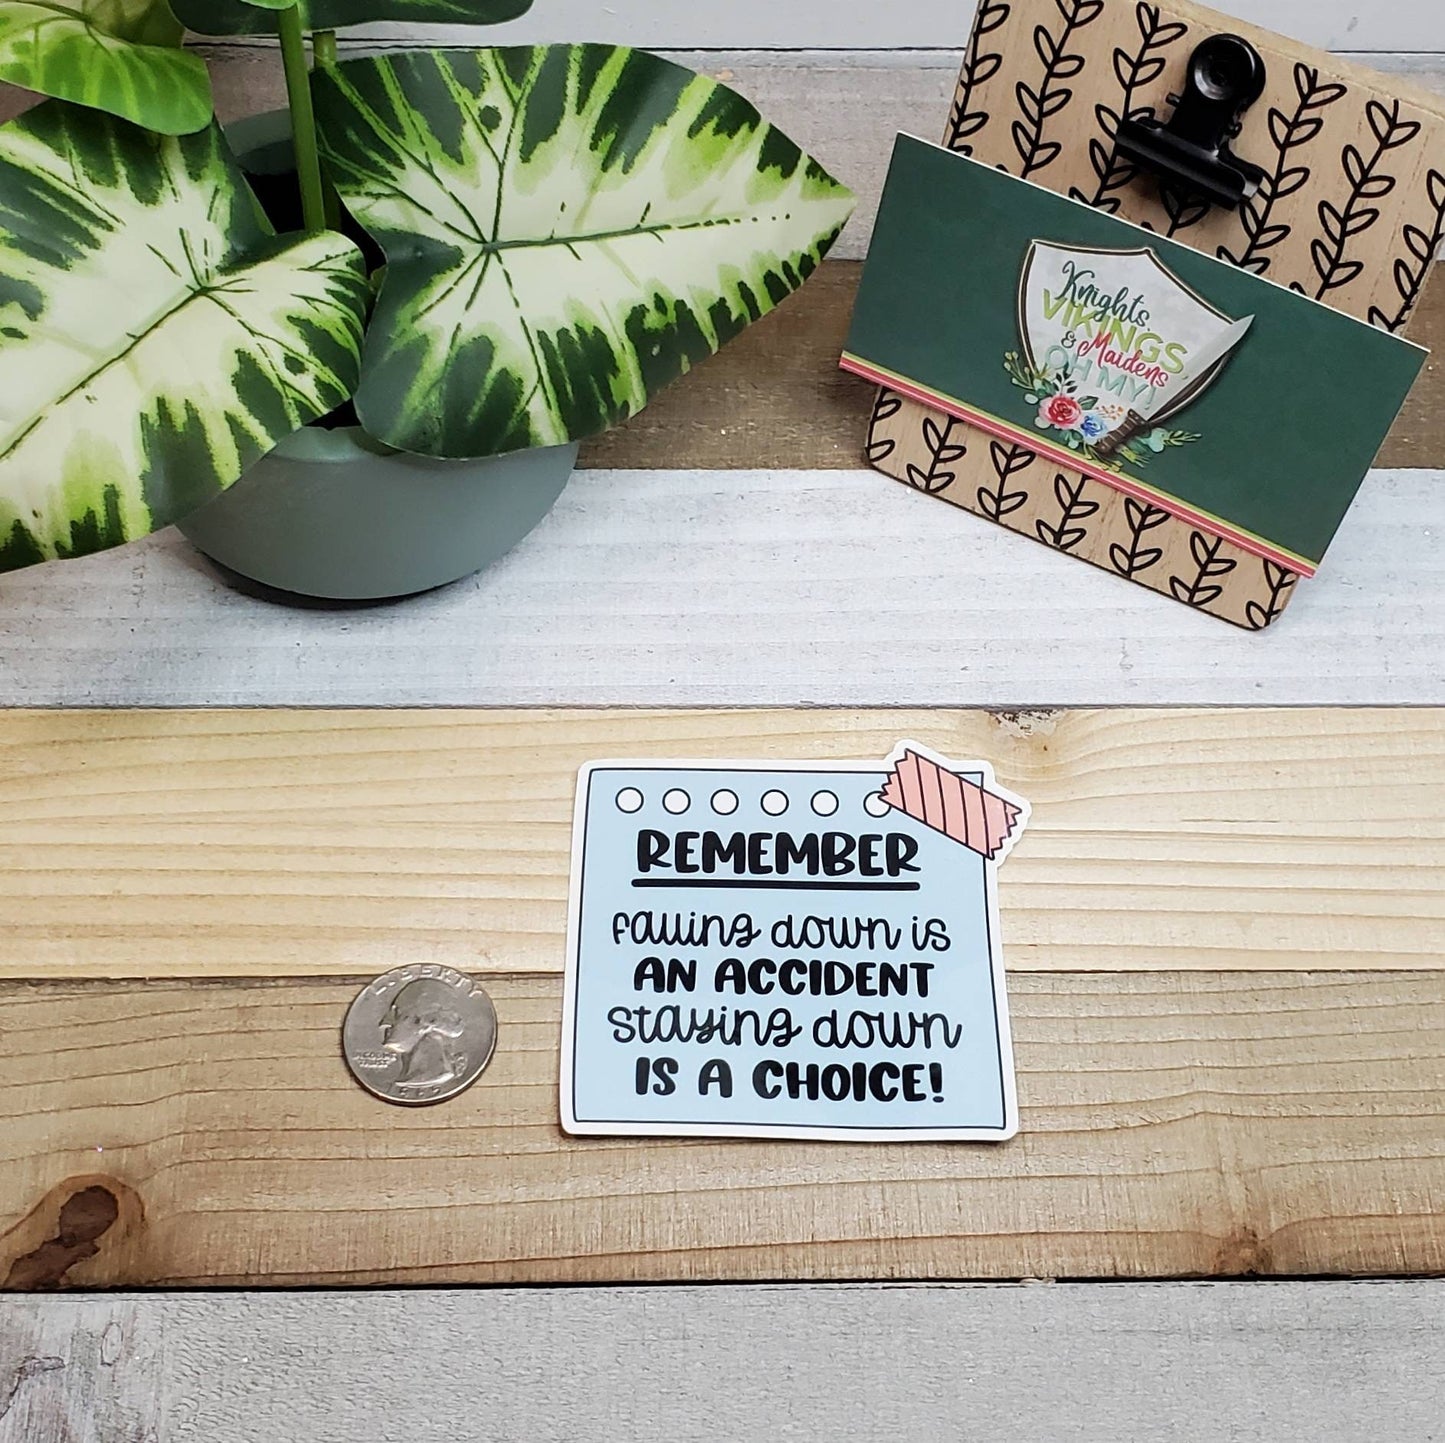 Knights,
VIKINGS,
& Maidens
OH MY!
REMEMBER
falling down is
AN ACCIDENT
staying down
IS A CHOICE!
LIBERTY